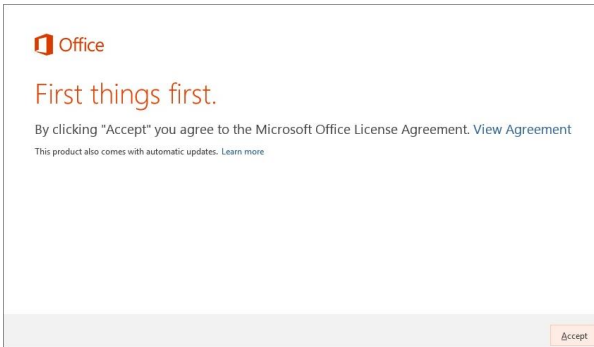 Office
First things first.
By clicking "Accept" you agree to the Microsoft Office License Agreement. View Agreement
This product also comes with automatic updates. Learn more
Accept